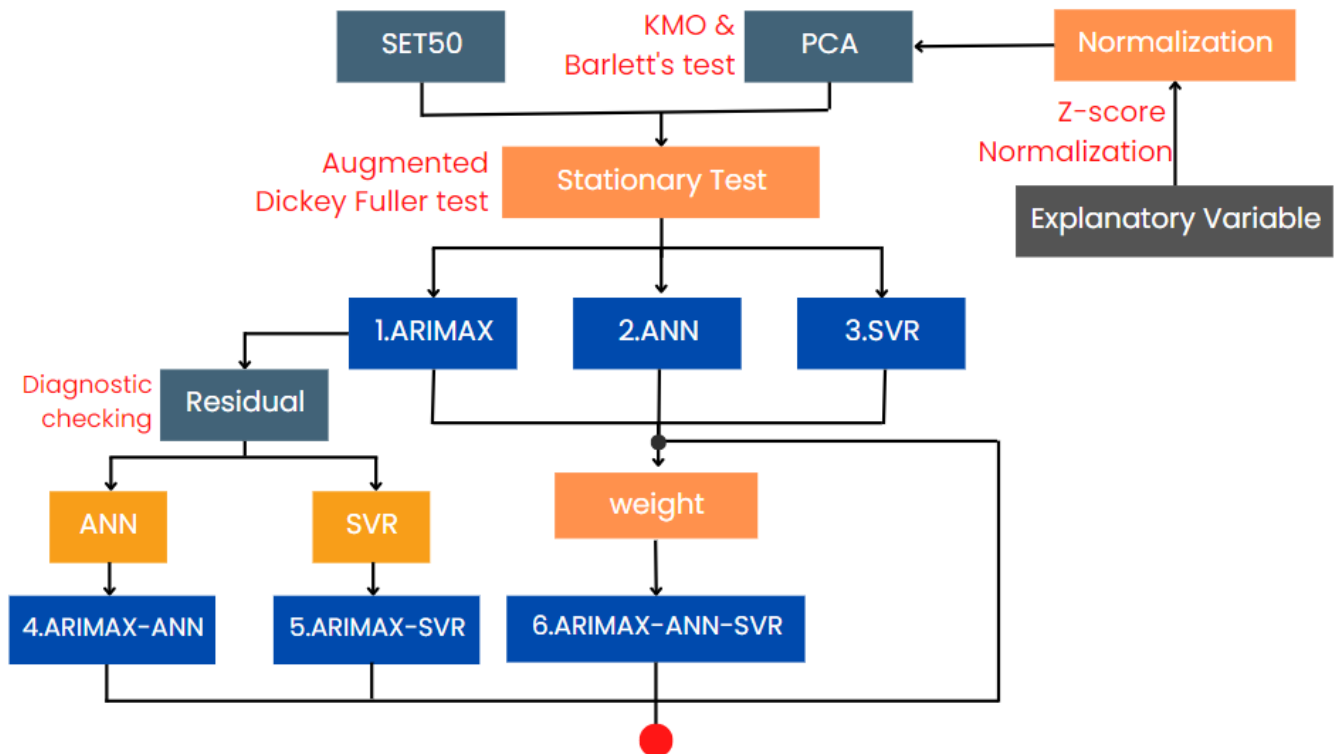 SET50
KMO &
Barlett's test
PCA
Normalization
Z-score
Normalization
Explanatory Variable
Augmented
Dickey Fuller test
Stationary Test
1.ARIMAX
2.ANN
3.SVR
Diagnostic
checking
Residual
ANN
SVR
weight
4.ARIMAX-ANN
5.ARIMAX-SVR
6.ARIMAX-ANN-SVR